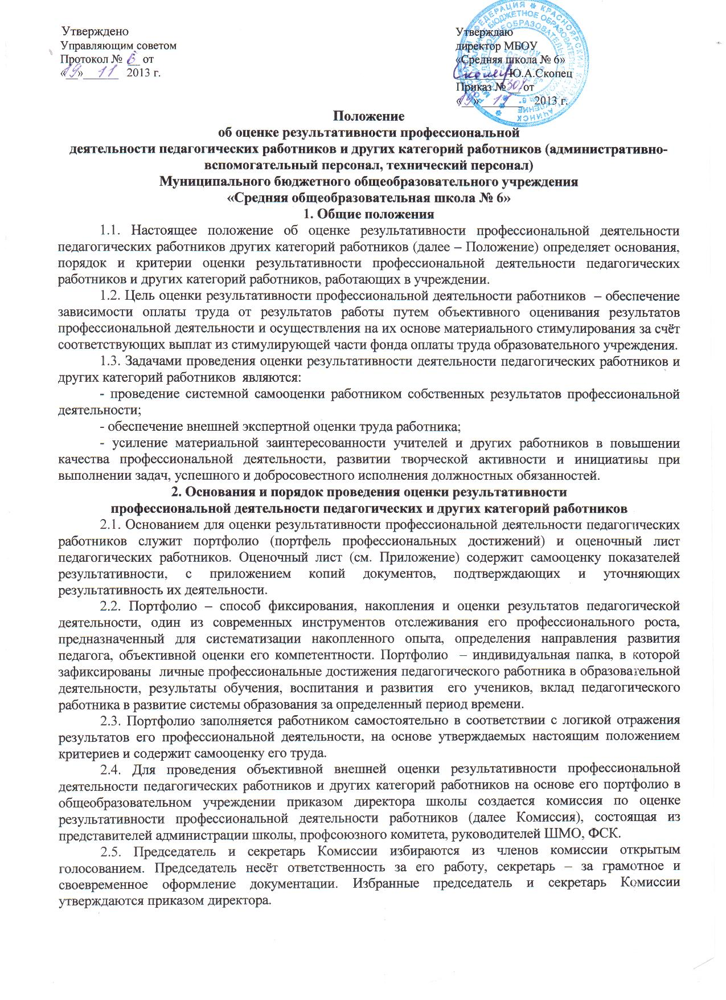 Утверждено
Управляющим советом
Протокол № 6 от
«19» 11 2013 г.
Утверждаю
директор МБОУ
«Средняя школа № 6»
Ю.А.Скопец
Приказ № 301 от
«19» 11 2013 г.
Положение
об оценке результативности профессиональной
деятельности педагогических работников и других категорий работников (административно-
вспомогательный персонал, технический персонал)
Муниципального бюджетного общеобразовательного учреждения
«Средняя общеобразовательная школа № 6»
1. Общие положения
1.1. Настоящее положение об оценке результативности профессиональной деятельности
педагогических работников других категорий работников (далее – Положение) определяет основания,
порядок и критерии оценки результативности профессиональной деятельности педагогических
работников и других категорий работников, работающих в учреждении.
1.2. Цель оценки результативности профессиональной деятельности работников – обеспечение
зависимости оплаты труда от результатов работы путем объективного оценивания результатов
профессиональной деятельности и осуществления на их основе материального стимулирования за счёт
соответствующих выплат из стимулирующей части фонда оплаты труда образовательного учреждения.
1.3. Задачами проведения оценки результативности деятельности педагогических работников и
других категорий работников являются:
- проведение системной самооценки работником собственных результатов профессиональной
деятельности;
- обеспечение внешней экспертной оценки труда работника;
- усиление материальной заинтересованности учителей и других работников в повышении
качества профессиональной деятельности, развитии творческой активности и инициативы при
выполнении задач, успешного и добросовестного исполнения должностных обязанностей.
2. Основания и порядок проведения оценки результативности
профессиональной деятельности педагогических и других категорий работников
2.1. Основанием для оценки результативности профессиональной деятельности педагогических
работников служит портфолио (портфель профессиональных достижений) и оценочный лист
педагогических работников. Оценочный лист (см. Приложение) содержит самооценку показателей
результативности, с приложением копий документов, подтверждающих и уточняющих
результативность их деятельности.
2.2. Портфолио – способ фиксирования, накопления и оценки результатов педагогической
деятельности, один из современных инструментов отслеживания его профессионального роста,
предназначенный для систематизации накопленного опыта, определения направления развития
педагога, объективной оценки его компетентности. Портфолио – индивидуальная папка, в которой
зафиксированы личные профессиональные достижения педагогического работника в образовательной
деятельности, результаты обучения, воспитания и развития его учеников, вклад педагогического
работника в развитие системы образования за определенный период времени.
2.3. Портфолио заполняется работником самостоятельно в соответствии с логикой отражения
результатов его профессиональной деятельности, на основе утверждаемых настоящим положением
критериев и содержит самооценку его труда.
2.4. Для проведения объективной внешней оценки результативности профессиональной
деятельности педагогических работников и других категорий работников на основе его портфолио в
общеобразовательном учреждении приказом директора школы создается комиссия по оценке
результативности профессиональной деятельности работников (далее Комиссия), состоящая из
представителей администрации школы, профсоюзного комитета, руководителей ШМО, ФСК.
2.5. Председатель и секретарь Комиссии избираются из членов комиссии открытым
голосованием. Председатель несёт ответственность за его работу, секретарь – за грамотное и
своевременное оформление документации. Избранные председатель и секретарь Комиссии
утверждаются приказом директора.